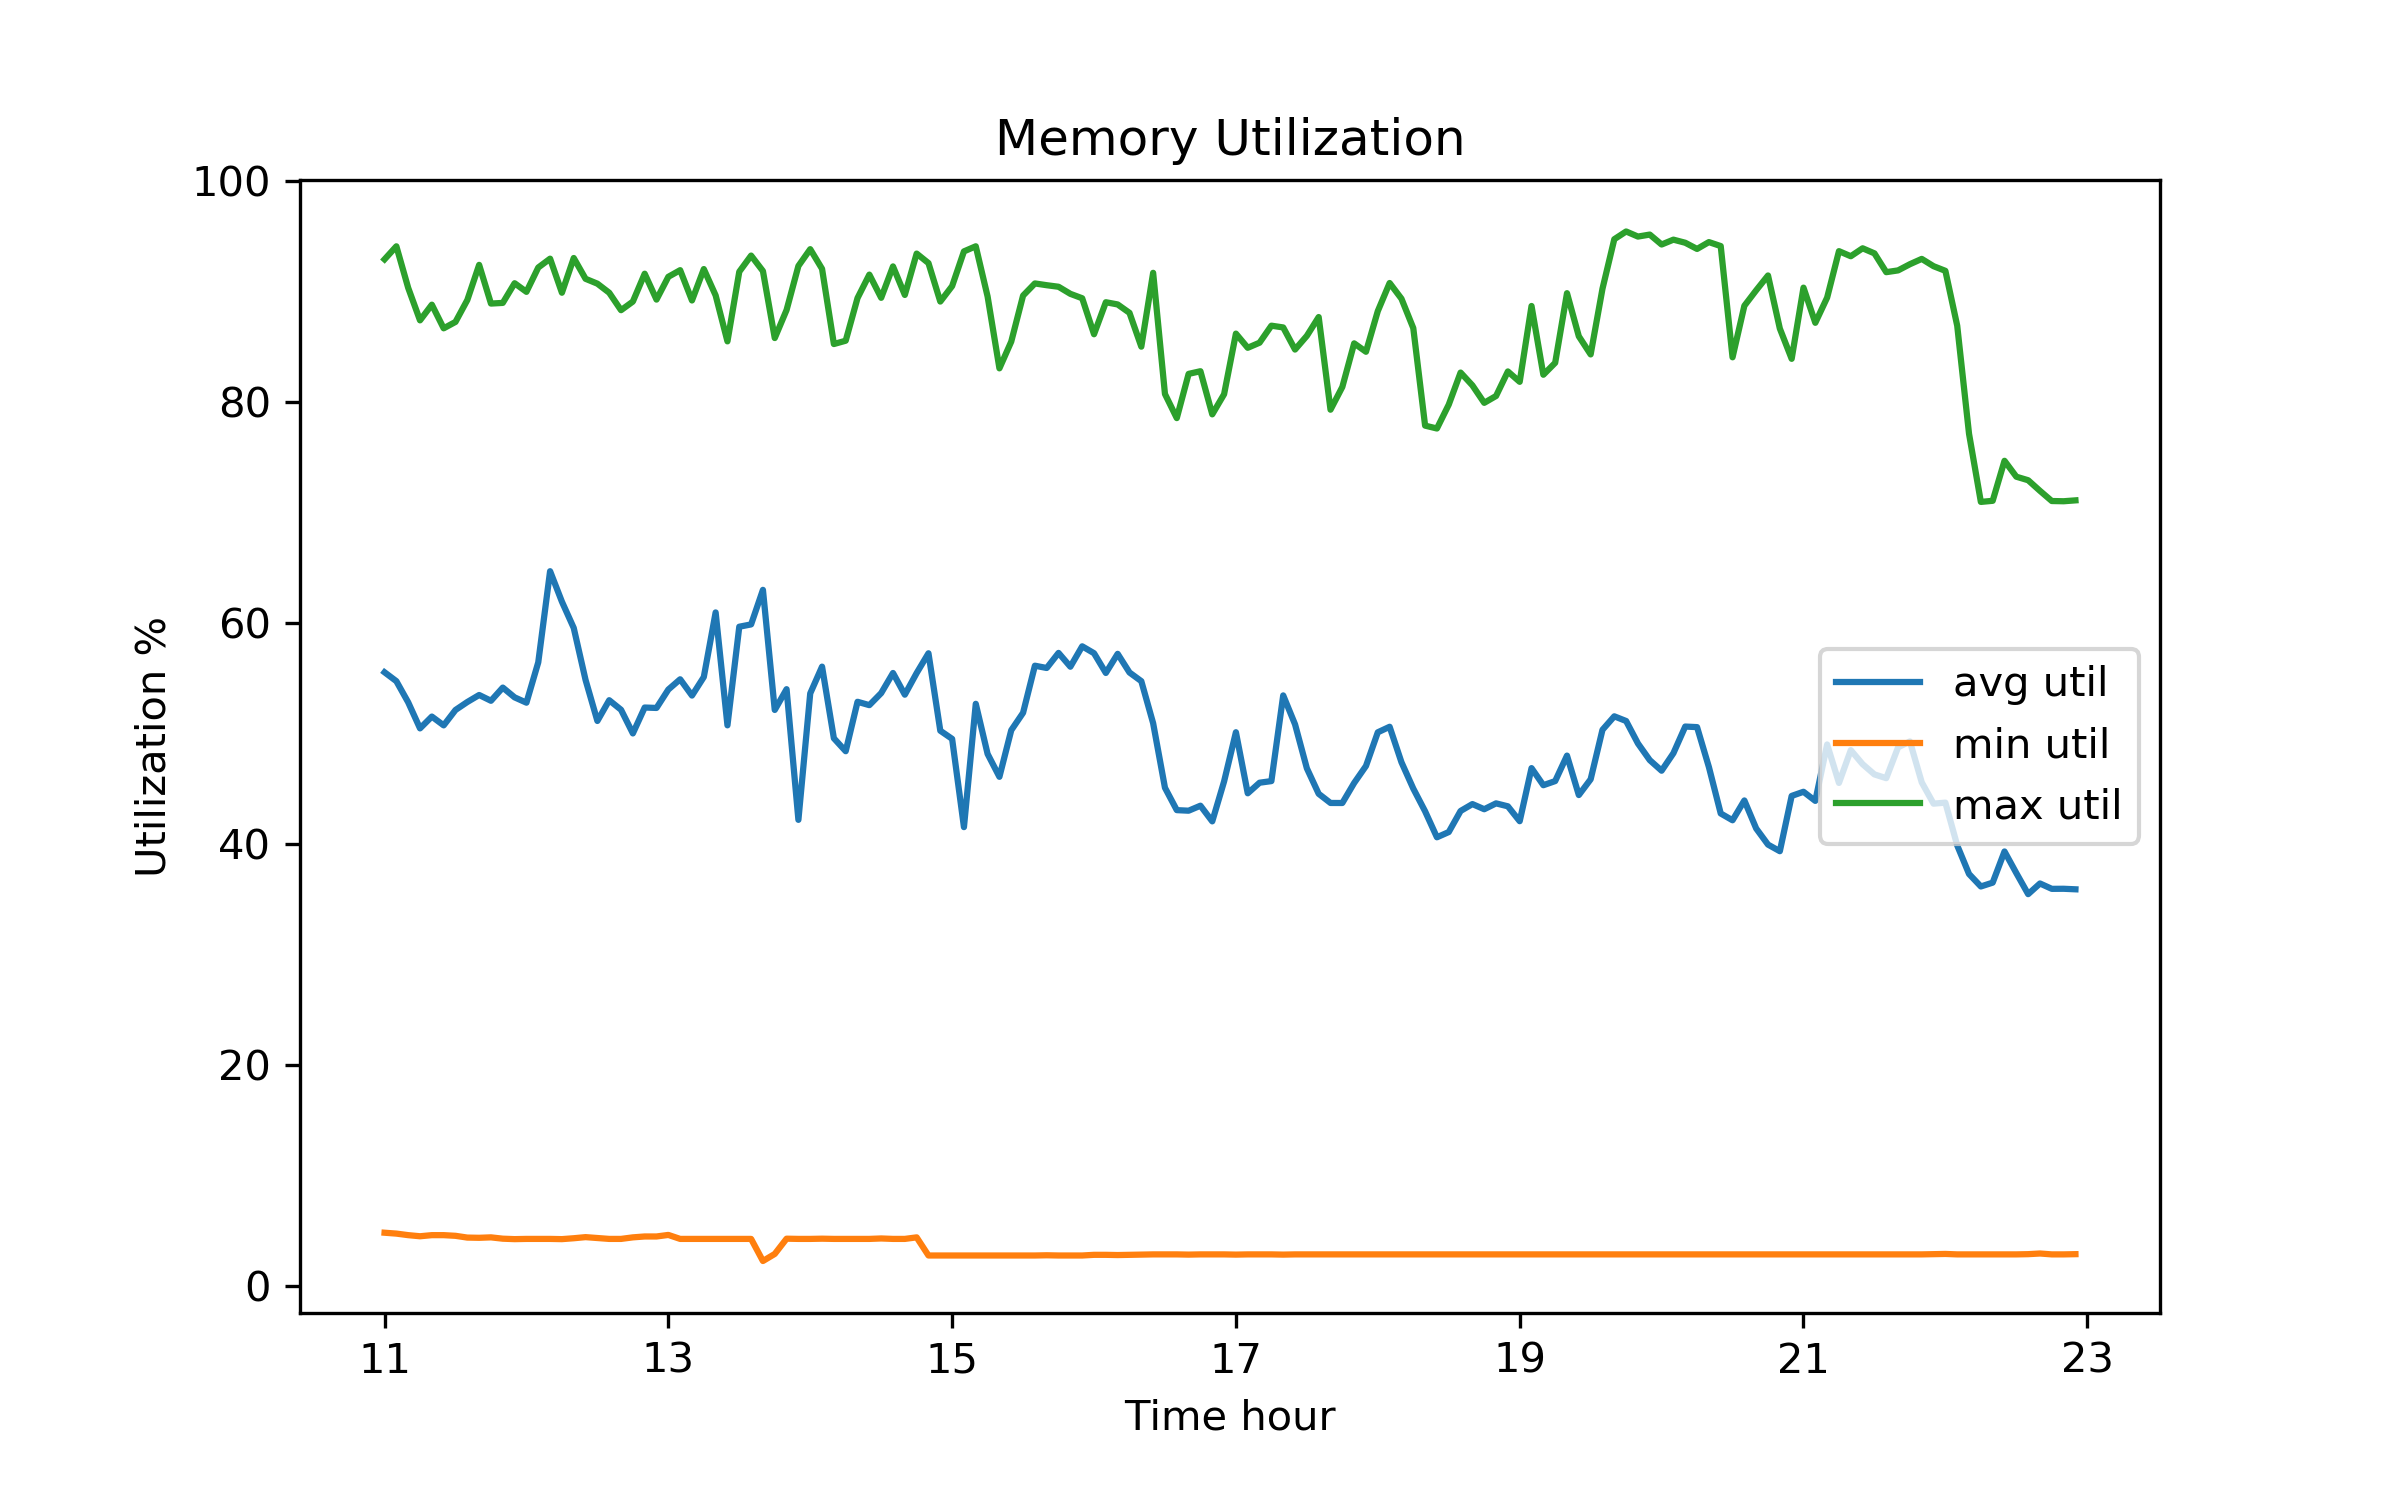 Memory Utilization
100
80
60
40
20
0
Utilization %
avg util
min util
max util
11 13 15 17 19 21 23
Time hour